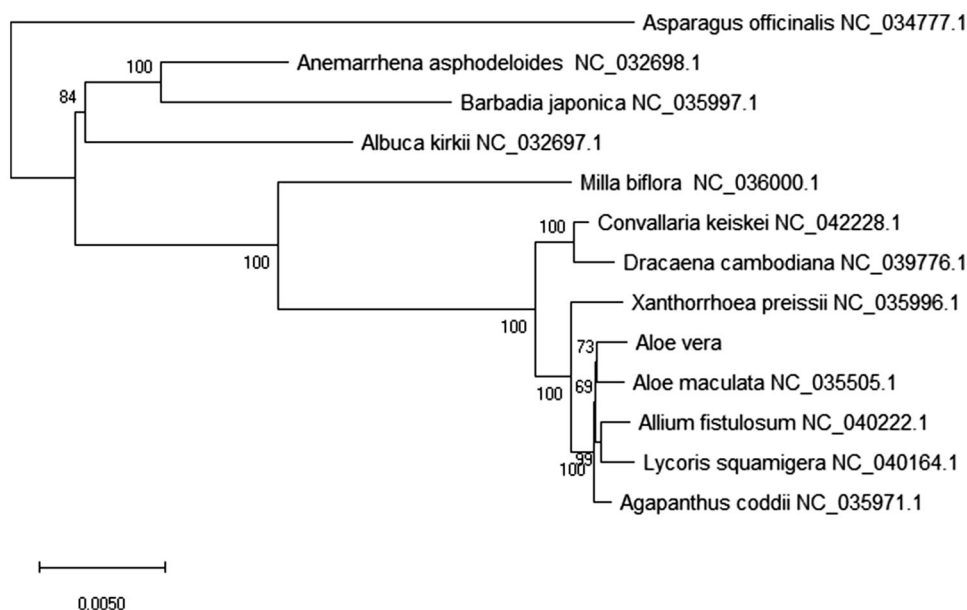 Asparagus officinalis NC_034777.1
Anemarrhena asphodeloides NC_032698.1
100
Barbadia japonica NC_035997.1
84
Albuca kirkii NC_032697.1
Milla biflora NC_036000.1
100
Convallaria keiskei NC_042228.1
100
Dracaena cambodiana NC_039776.1
Xanthorrhoea preissii NC_035996.1
100
Aloe vera
73
Aloe maculata NC_035505.1
69
100
Allium fistulosum NC_040222.1
Lycoris squamigera NC_040164.1
99
100
Agapanthus coddii NC_035971.1
0.0050